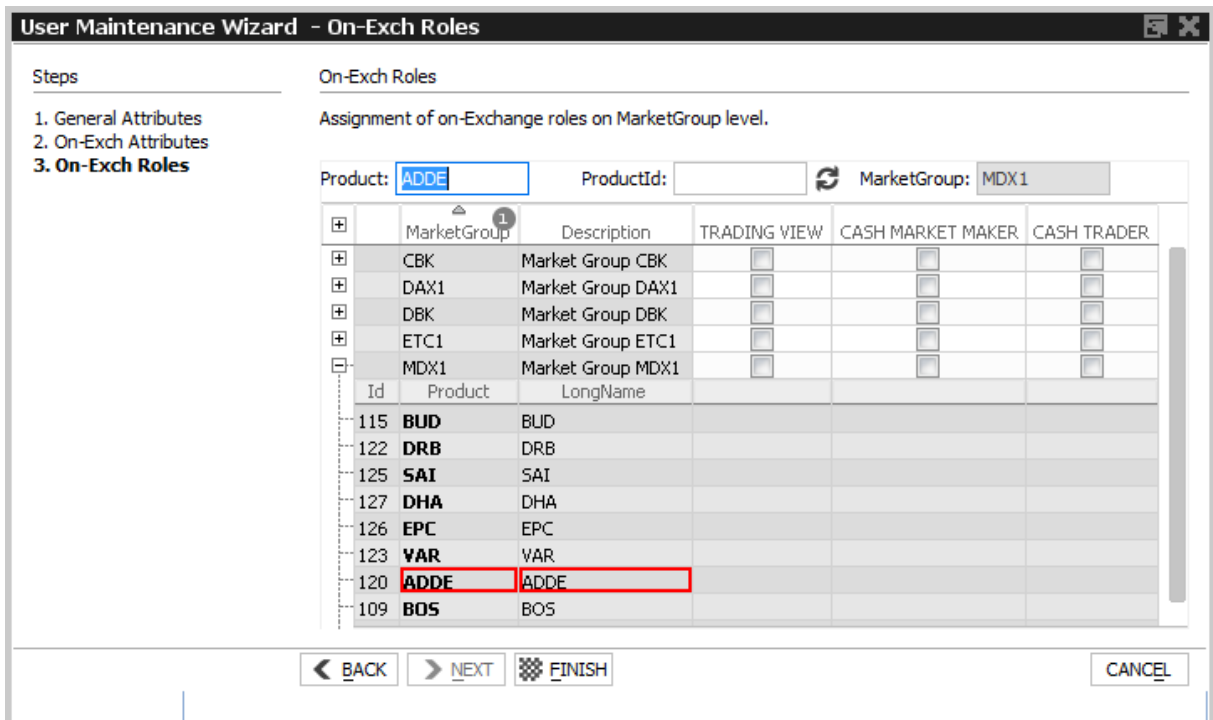 User Maintenance Wizard - On-Exch Roles
Steps
1. General Attributes
2. On-Exch Attributes
3. On-Exch Roles
On-Exch Roles
Assignment of on-Exchange roles on MarketGroup level.
Product: ADDE ProductId: MarketGroup: MDX1
MarketGroup 1 Description TRADING VIEW CASH MARKET MAKER CASH TRADER
CBK Market Group CBK
DAX1 Market Group DAX1
DBK Market Group DBK
ETC1 Market Group ETC1
MDX1 Market Group MDX1
Id Product LongName
115 BUD BUD
122 DRB DRB
125 SAI SAI
127 DHA DHA
126 EPC EPC
123 VAR VAR
120 ADDE ADDE
109 BOS BOS
BACK NEXT FINISH CANCEL